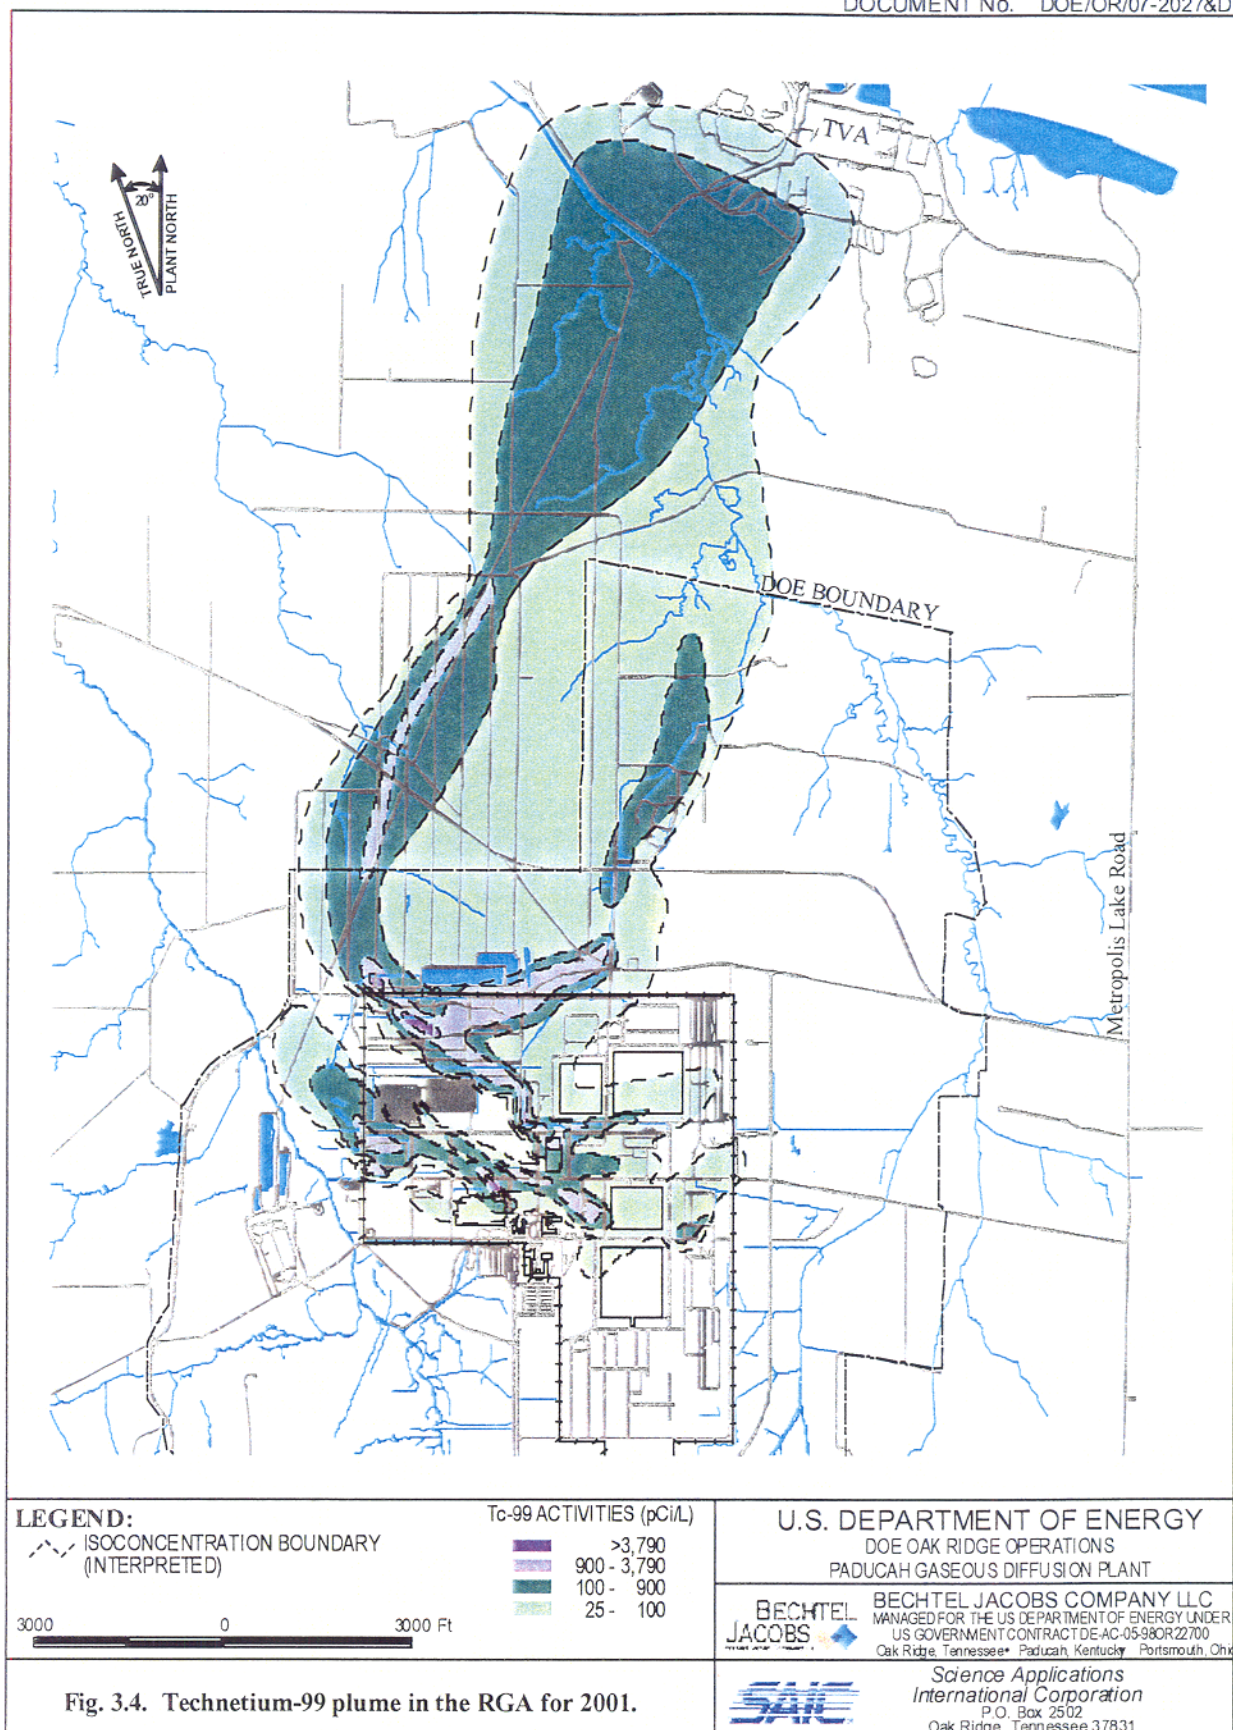 DOCUMENT No. DOE/OR/07-2027&D
TVA
20°
TRUE NORTH
PLANT NORTH
DOE BOUNDARY
Metropolis Lake Road
LEGEND:
ISOCONCENTRATION BOUNDARY
(INTERPRETED)
Tc-99 ACTIVITIES (pCi/L)
>3,790
900 - 3,790
100 - 900
25 - 100
3000 0 3000 Ft
U.S. DEPARTMENT OF ENERGY
DOE OAK RIDGE OPERATIONS
PADUCAH GASEOUS DIFFUSION PLANT
BECHTEL
JACOBS
BECHTEL JACOBS COMPANY LLC
MANAGED FOR THE US DEPARTMENT OF ENERGY UNDER
US GOVERNMENT CONTRACT DE-AC-05-98OR22700
Oak Ridge, Tennessee• Paducah, Kentucky Portsmouth, Ohi
Fig. 3.4. Technetium-99 plume in the RGA for 2001.
SAIC
Science Applications
International Corporation
P.O. Box 2502
Oak Ridge, Tennessee 37831